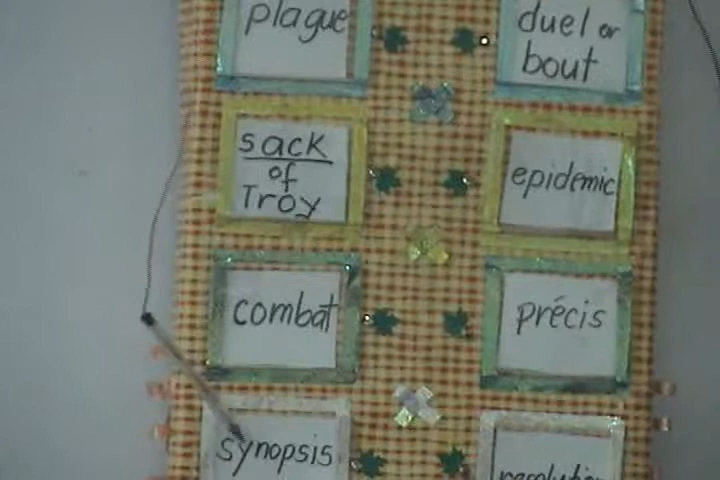 plague
duel or
bout
sack
of
Troy
epidemic
combat
précis
synopsis